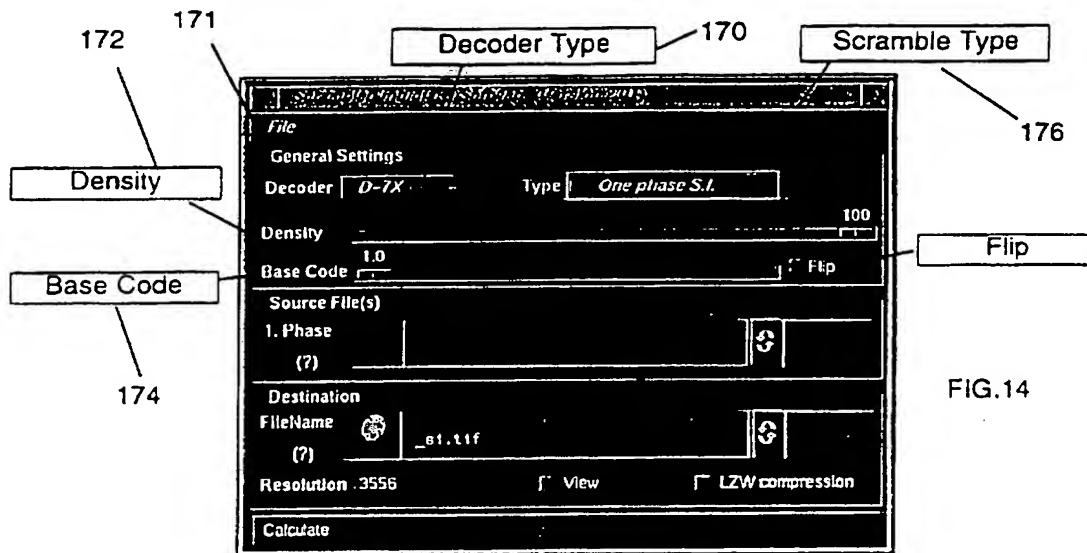 172
171
Decoder Type
170
Scramble Type
176
File
General Settings
Density
Decoder D-7X Type One phase S.I.
100
Density
1.0
Base Code Flip
Flip
Base Code
Source File(s)
1. Phase
(?)
174
FIG.14
Destination
FileName _si.tif
(?)
Resolution 3556 View LZW compression
Calculate